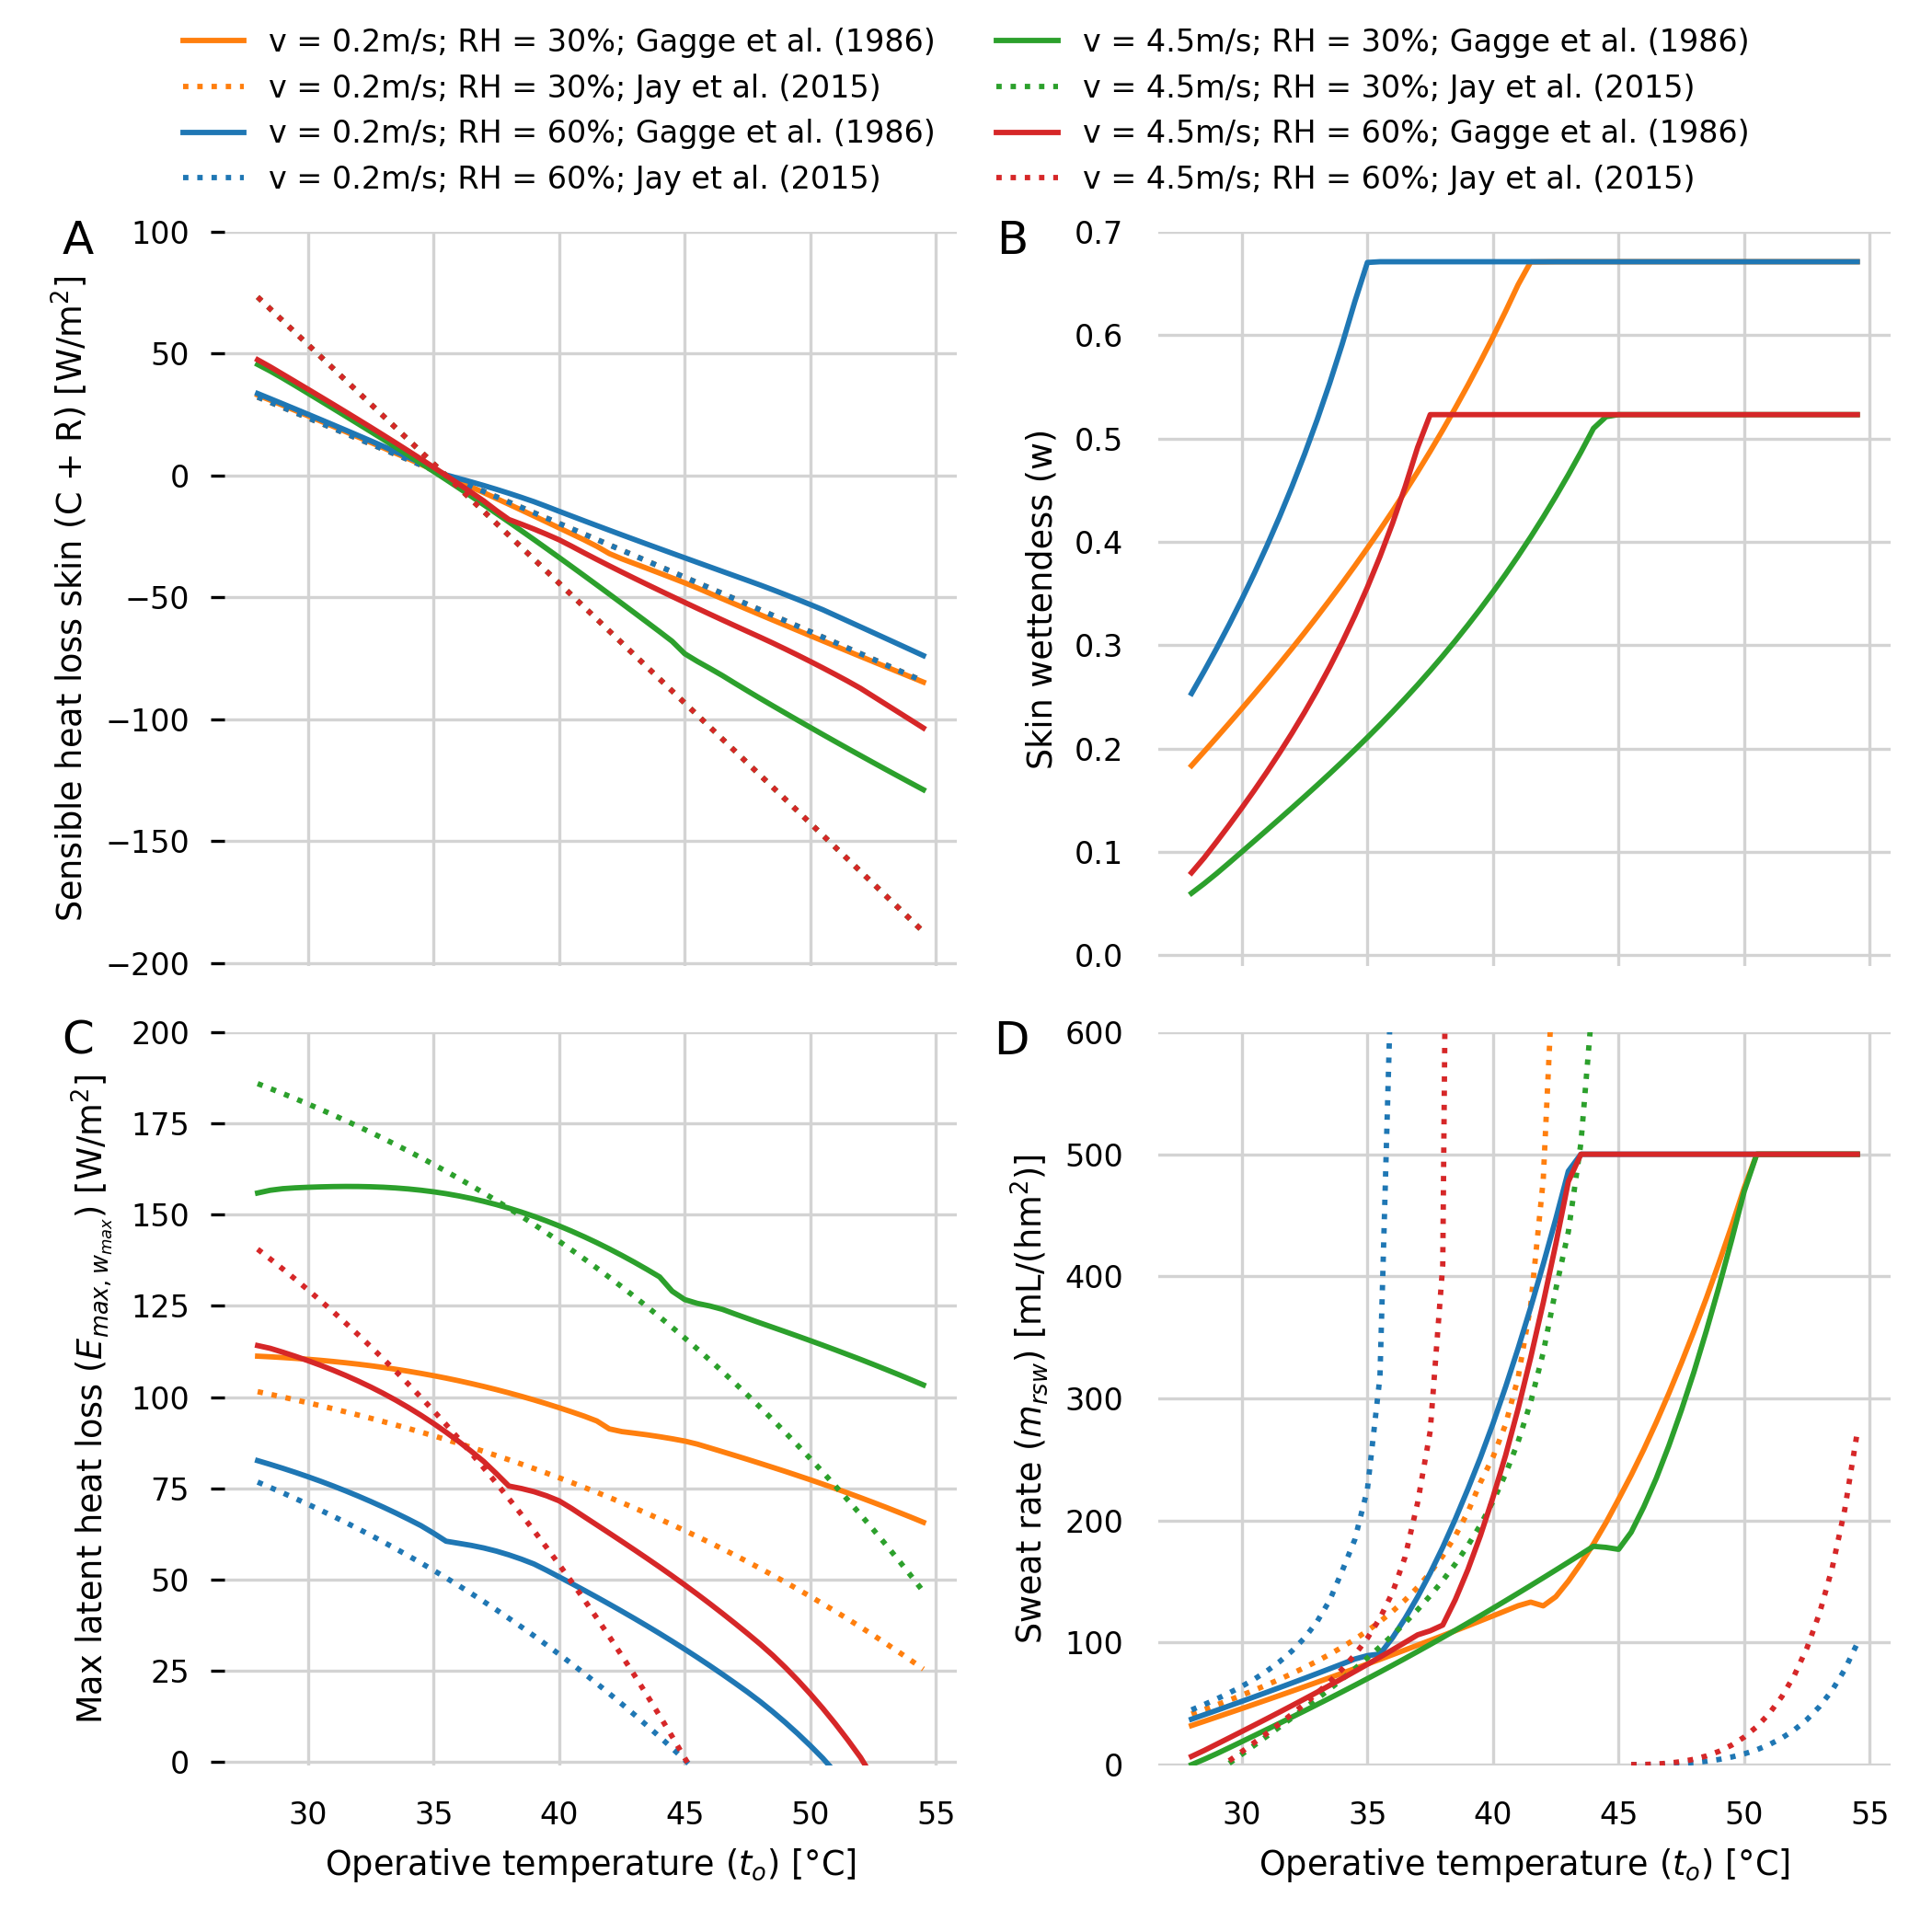 v = 0.2m/s; RH = 30%; Gagge et al. (1986)
v = 0.2m/s; RH = 30%; Jay et al. (2015)
v = 0.2m/s; RH = 60%; Gagge et al. (1986)
v = 0.2m/s; RH = 60%; Jay et al. (2015)
v = 4.5m/s; RH = 30%; Gagge et al. (1986)
v = 4.5m/s; RH = 30%; Jay et al. (2015)
v = 4.5m/s; RH = 60%; Gagge et al. (1986)
v = 4.5m/s; RH = 60%; Jay et al. (2015)
A
Sensible heat loss skin (C + R) [W/m²]
100
50
0
−50
−100
−150
−200
B
Skin wettendess (w)
0.7
0.6
0.5
0.4
0.3
0.2
0.1
0.0
C
Max latent heat loss (E_max, w_max) [W/m²]
200
175
150
125
100
75
50
25
0
30 35 40 45 50 55
Operative temperature (t_o) [°C]
D
Sweat rate (m_rsw) [mL/(hm²)]
600
500
400
300
200
100
0
30 35 40 45 50 55
Operative temperature (t_o) [°C]